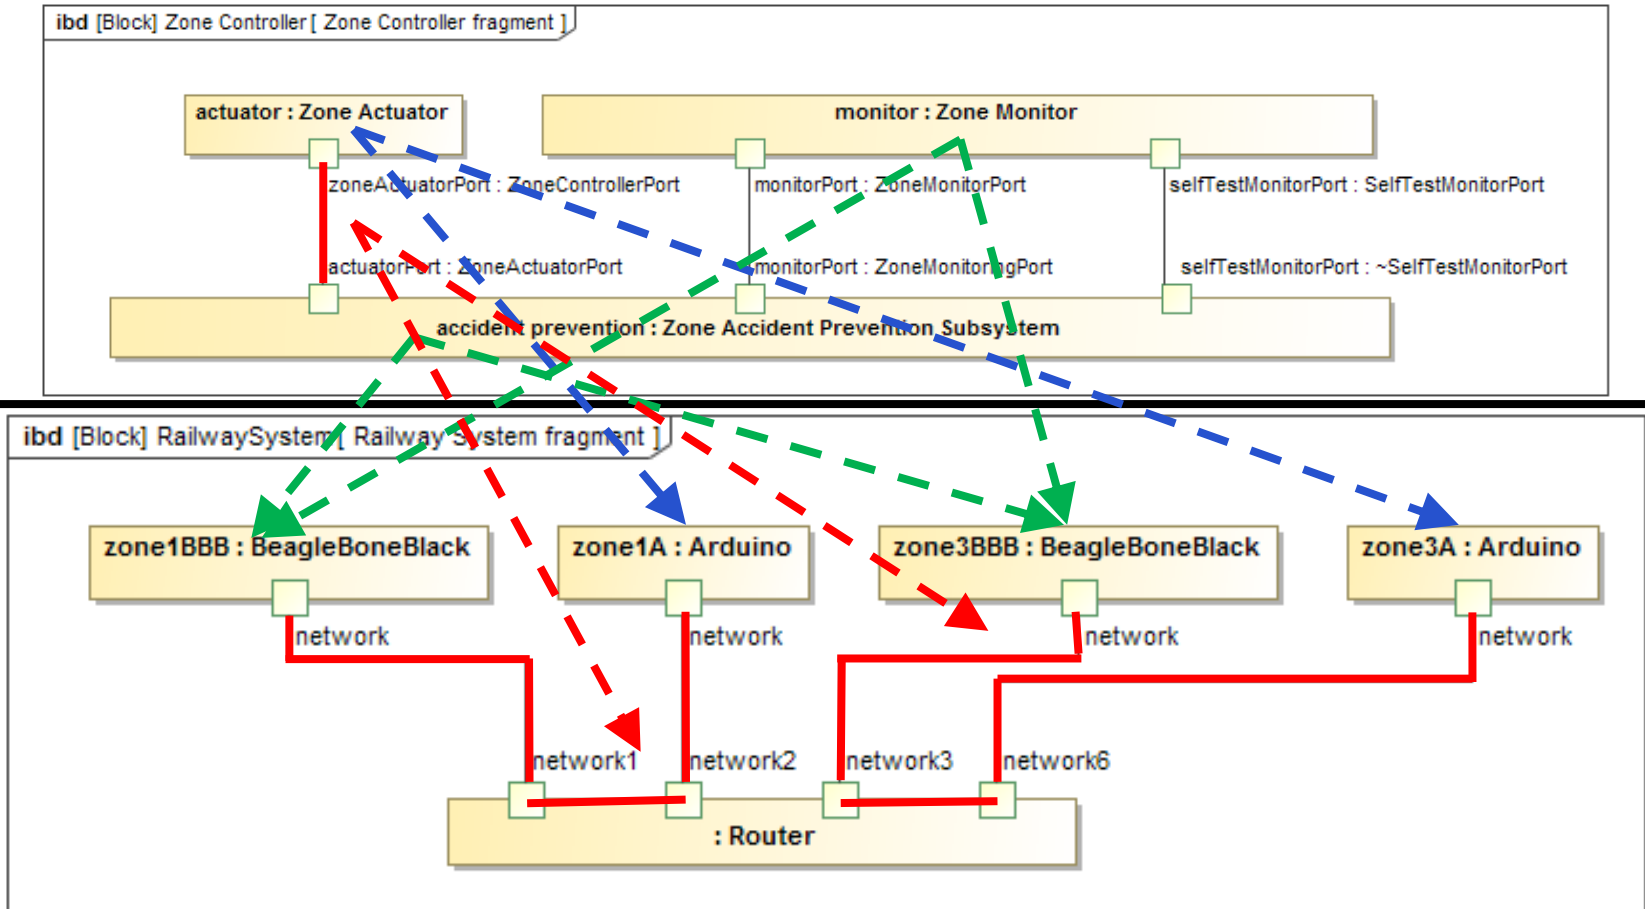 ibd [Block] Zone Controller[ Zone Controller fragment ]
actuator : Zone Actuator
monitor : Zone Monitor
zoneActuatorPort : ZoneControllerPort
monitorPort : ZoneMonitorPort
selfTestMonitorPort : SelfTestMonitorPort
actuatorPort : ZoneActuatorPort
monitorPort : ZoneMonitoringPort
selfTestMonitorPort : ~SelfTestMonitorPort
accident prevention : Zone Accident Prevention Subsystem
ibd [Block] RailwaySystem[ Railway System fragment ]
zone1BBB : BeagleBoneBlack
zone1A : Arduino
zone3BBB : BeagleBoneBlack
zone3A : Arduino
network
network
network
network
network1
network2
network3
network6
: Router